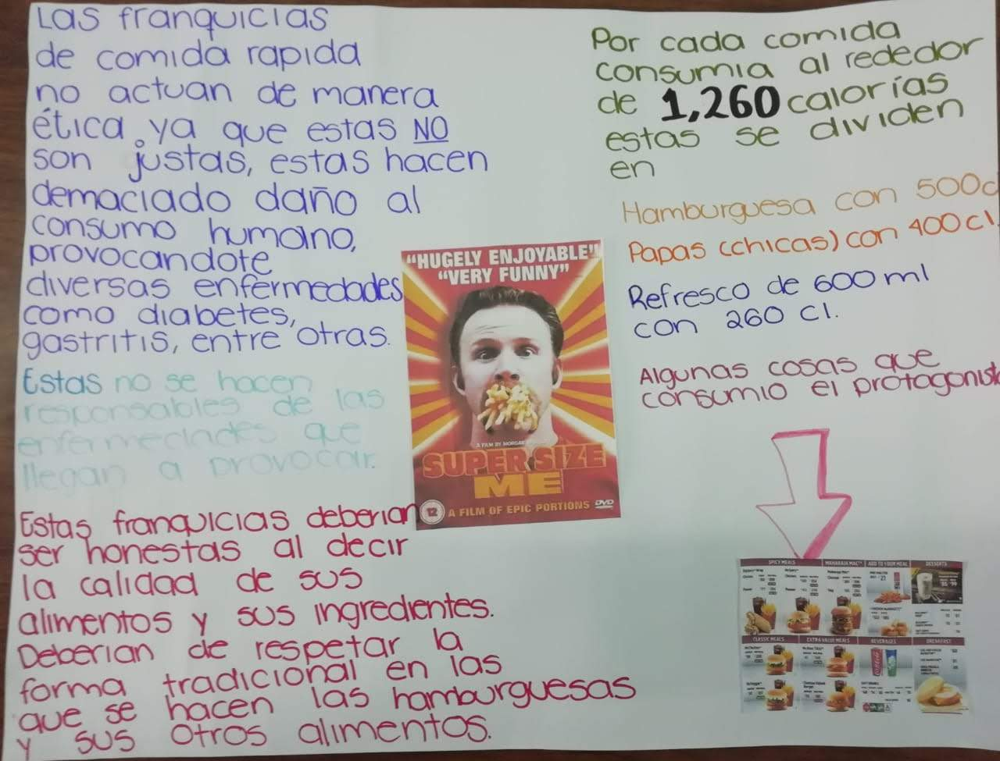 Las franquicias
de comida rapida
no actuan de manera
ética, ya que estas NO
son justas, estas hacen
demaciado daño al
consumo humano,
provocandote
diversas enfermedades
como diabetes,
gastritis, entre otras.
Estas no se hacen
responsables de las
enfermedades que
llegan a provocar.
Estas franquicias deberian
ser honestas al decir
la calidad de sus
alimentos y sus ingredientes.
Deberian de respetar la
forma tradicional en las
que se hacen las hamburguesas
y sus otros alimentos.
"HUGELY ENJOYABLE"
"VERY FUNNY"
A FILM BY MORGAN
SUPER SIZE
ME
12 A FILM OF EPIC PORTIONS DVD
Por cada comida
consumia al rededor
de 1,260 calorías
estas se dividen
en
Hamburguesa con 500c
Papas (chicas) con 400 cl.
Refresco de 600 ml
con 260 cl.
Algunas cosas que
consumio el protagonist
SPICY MEALS MAHARAJA MAC™ ADD TO YOUR MEAL DESSERTS
CLASSIC MEALS EXTRA VALUE MEALS BEVERAGES BREAKFAST